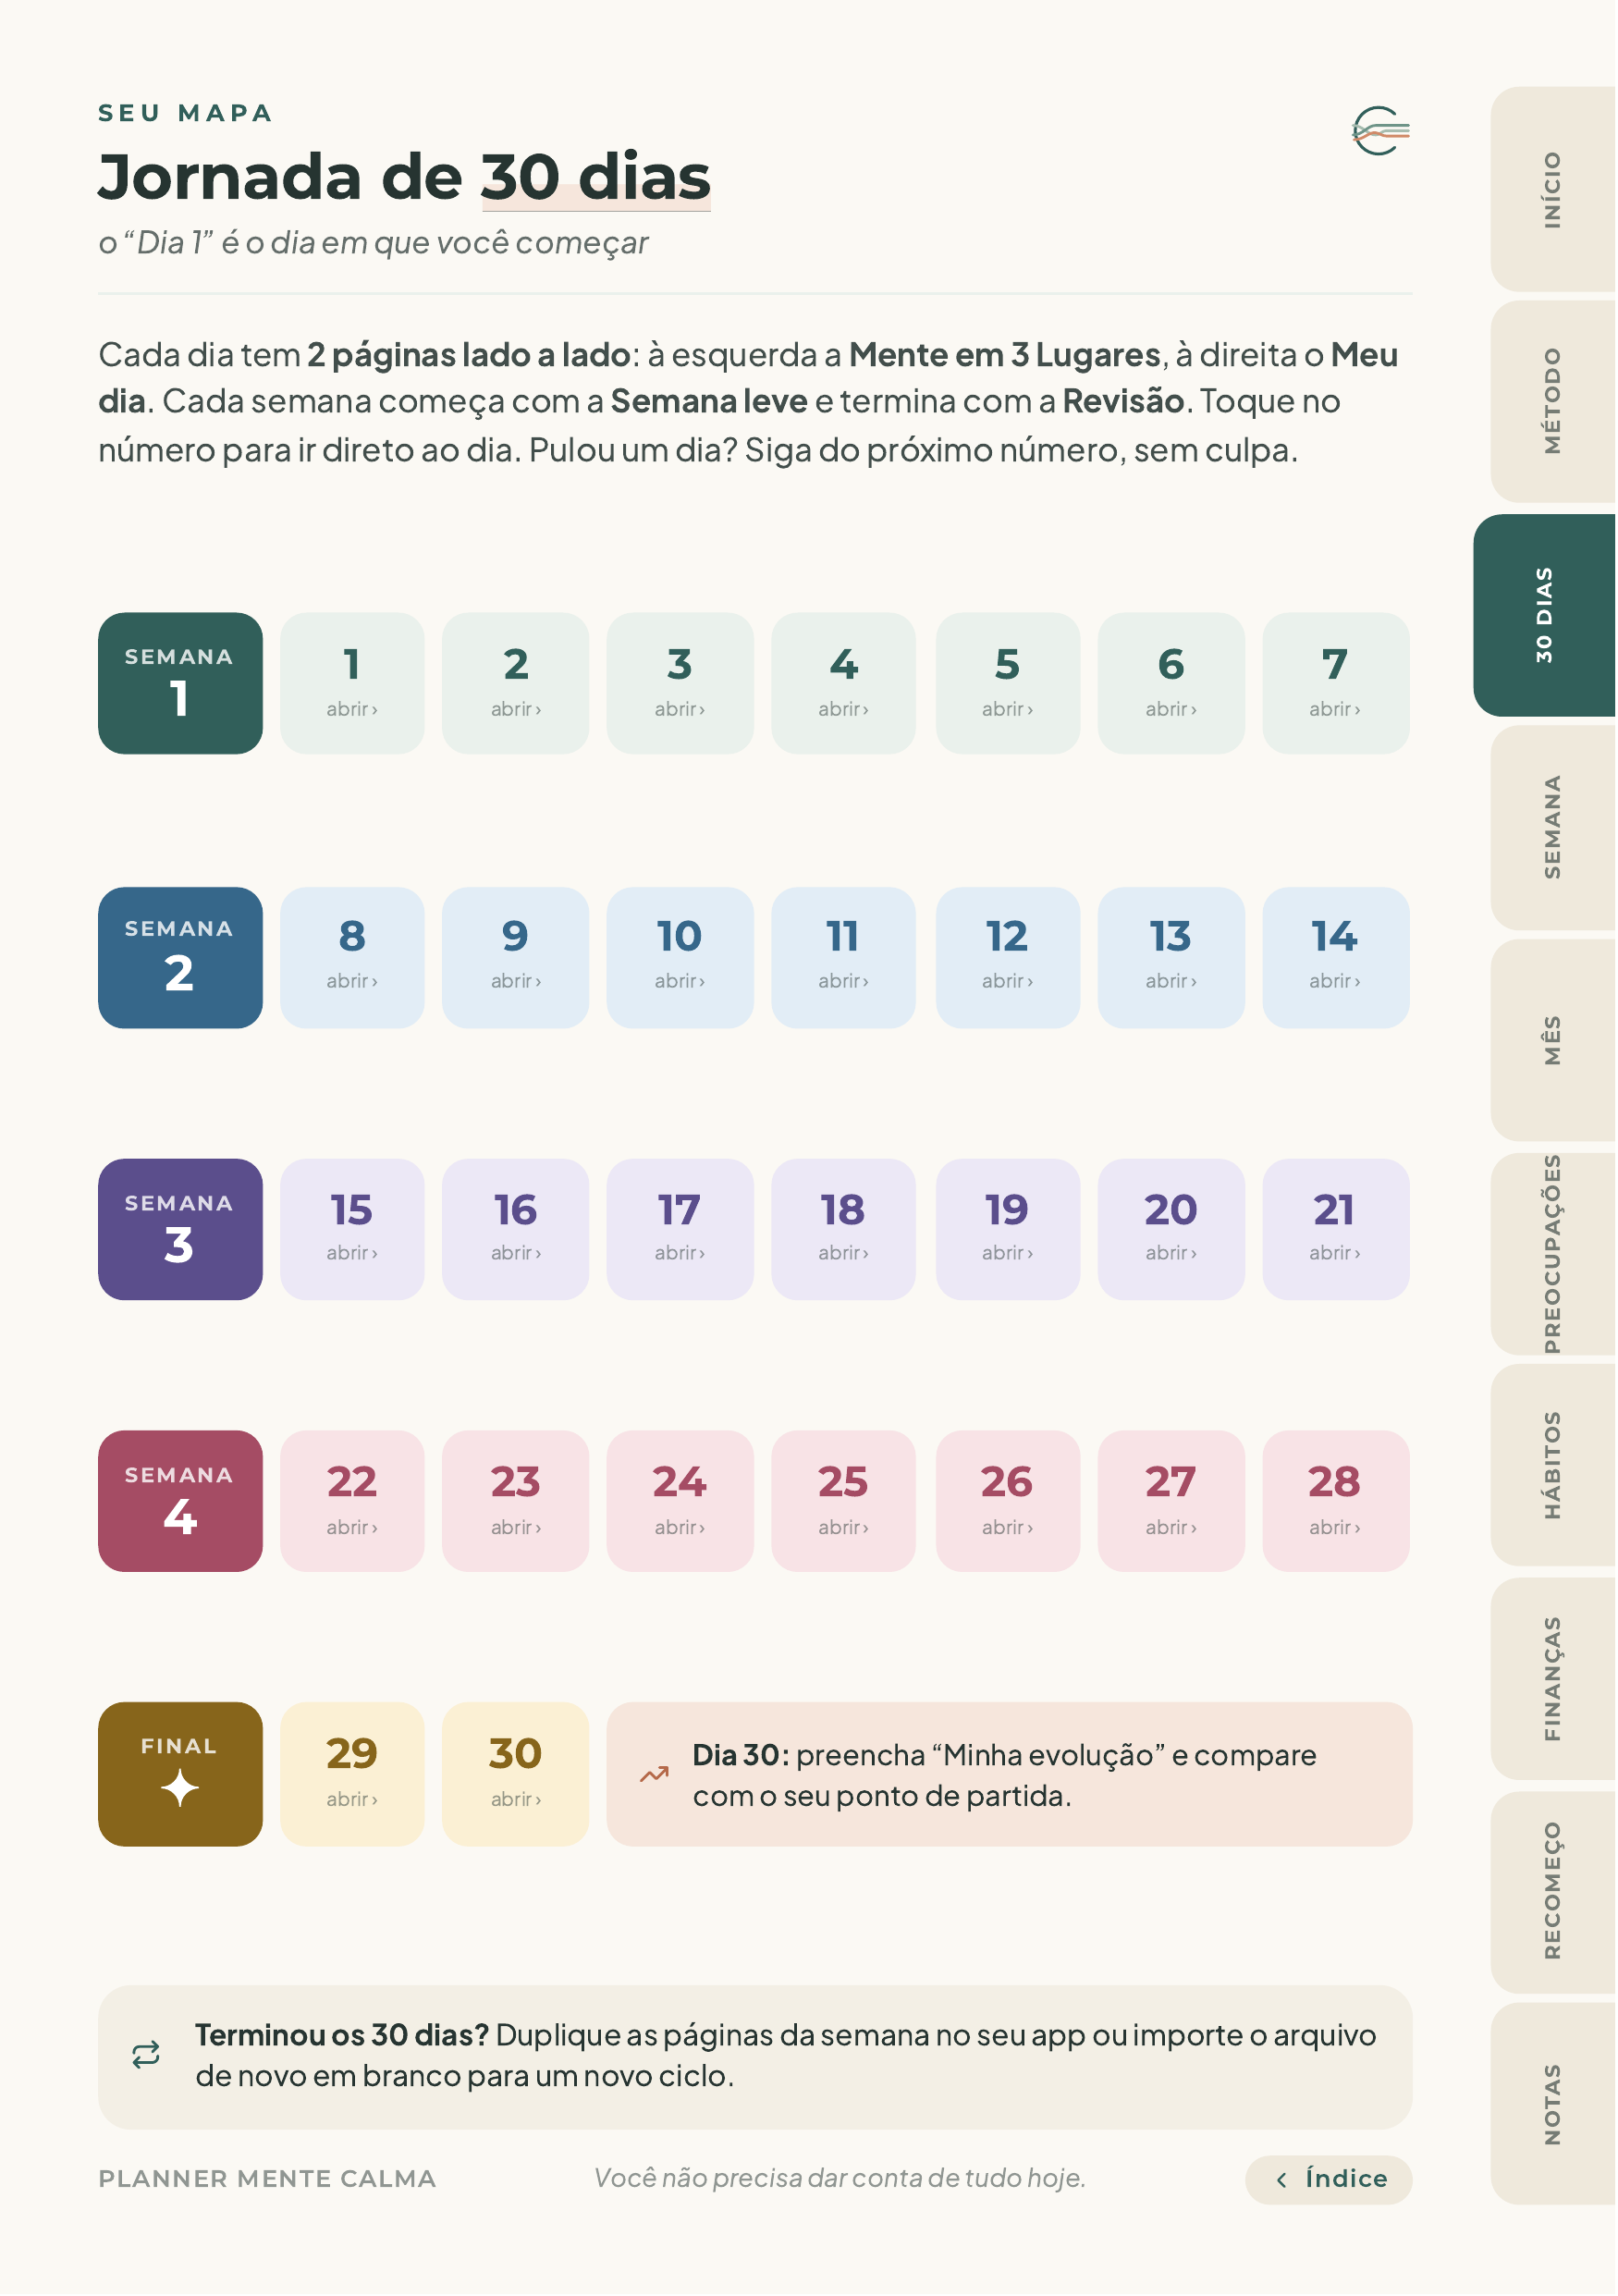 SEU MAPA
Jornada de 30 dias
o “Dia 1” é o dia em que você começar
Cada dia tem 2 páginas lado a lado: à esquerda a Mente em 3 Lugares, à direita o Meu
dia. Cada semana começa com a Semana leve e termina com a Revisão. Toque no
número para ir direto ao dia. Pulou um dia? Siga do próximo número, sem culpa.
SEMANA
1
1
abrir ›
2
abrir ›
3
abrir ›
4
abrir ›
5
abrir ›
6
abrir ›
7
abrir ›
SEMANA
2
8
abrir ›
9
abrir ›
10
abrir ›
11
abrir ›
12
abrir ›
13
abrir ›
14
abrir ›
SEMANA
3
15
abrir ›
16
abrir ›
17
abrir ›
18
abrir ›
19
abrir ›
20
abrir ›
21
abrir ›
SEMANA
4
22
abrir ›
23
abrir ›
24
abrir ›
25
abrir ›
26
abrir ›
27
abrir ›
28
abrir ›
FINAL
29
abrir ›
30
abrir ›
Dia 30: preencha “Minha evolução” e compare
com o seu ponto de partida.
Terminou os 30 dias? Duplique as páginas da semana no seu app ou importe o arquivo
de novo em branco para um novo ciclo.
PLANNER MENTE CALMA
Você não precisa dar conta de tudo hoje.
‹ Índice
INÍCIO
MÉTODO
30 DIAS
SEMANA
MÊS
PREOCUPAÇÕES
HÁBITOS
FINANÇAS
RECOMEÇO
NOTAS